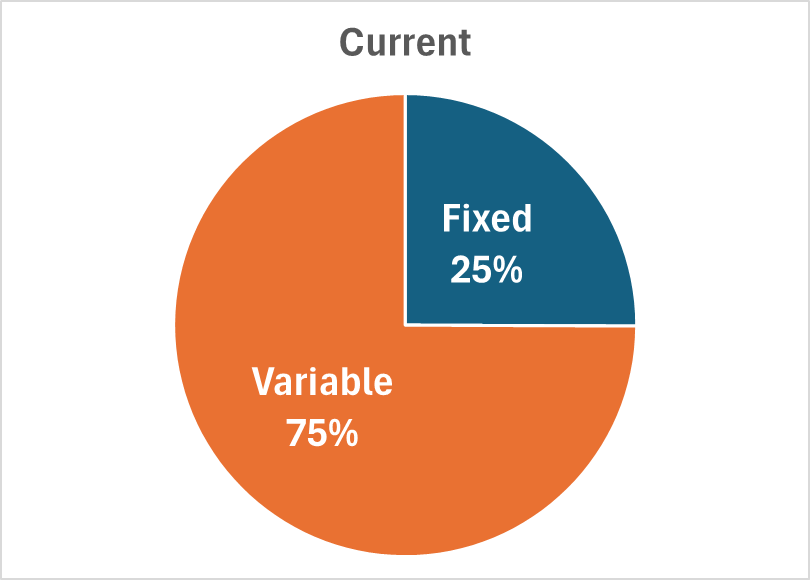 Current
Fixed
25%
Variable
75%